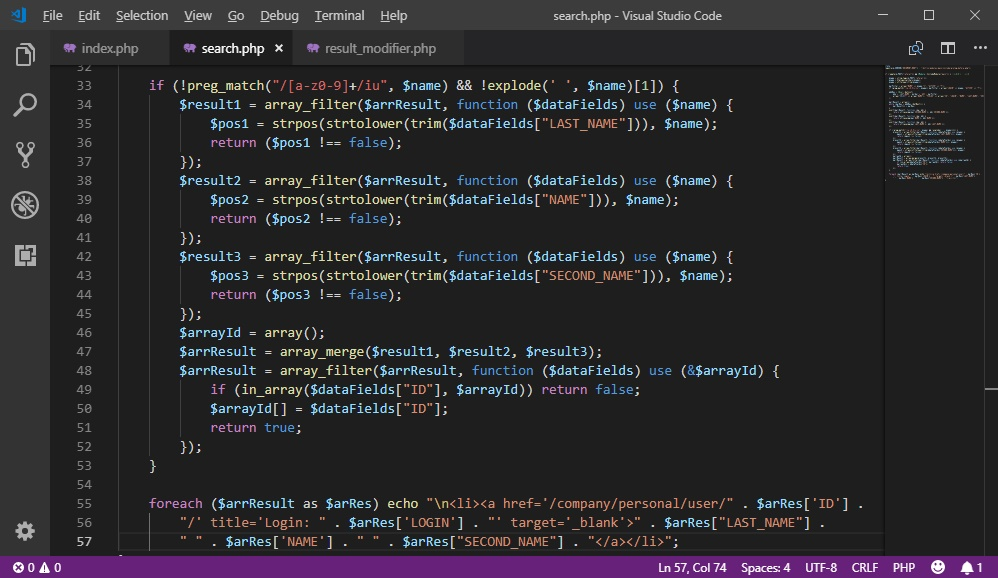 File Edit Selection View Go Debug Terminal Help search.php - Visual Studio Code
index.php search.php × result_modifier.php
32
33 if (!preg_match("/[a-z0-9]+/iu", $name) && !explode(' ', $name)[1]) {
34 $result1 = array_filter($arrResult, function ($dataFields) use ($name) {
35 $pos1 = strpos(strtolower(trim($dataFields["LAST_NAME"])), $name);
36 return ($pos1 !== false);
37 });
38 $result2 = array_filter($arrResult, function ($dataFields) use ($name) {
39 $pos2 = strpos(strtolower(trim($dataFields["NAME"])), $name);
40 return ($pos2 !== false);
41 });
42 $result3 = array_filter($arrResult, function ($dataFields) use ($name) {
43 $pos3 = strpos(strtolower(trim($dataFields["SECOND_NAME"])), $name);
44 return ($pos3 !== false);
45 });
46 $arrayId = array();
47 $arrResult = array_merge($result1, $result2, $result3);
48 $arrResult = array_filter($arrResult, function ($dataFields) use (&$arrayId) {
49 if (in_array($dataFields["ID"], $arrayId)) return false;
50 $arrayId[] = $dataFields["ID"];
51 return true;
52 });
53 }
54
55 foreach ($arrResult as $arRes) echo "\n<li><a href='/company/personal/user/" . $arRes['ID'] .
56 "/' title='Login: " . $arRes['LOGIN'] . "' target='_blank'>" . $arRes["LAST_NAME"] .
57 " " . $arRes['NAME'] . " " . $arRes["SECOND_NAME"] . "</a></li>";
0 0 Ln 57, Col 74 Spaces: 4 UTF-8 CRLF PHP 1